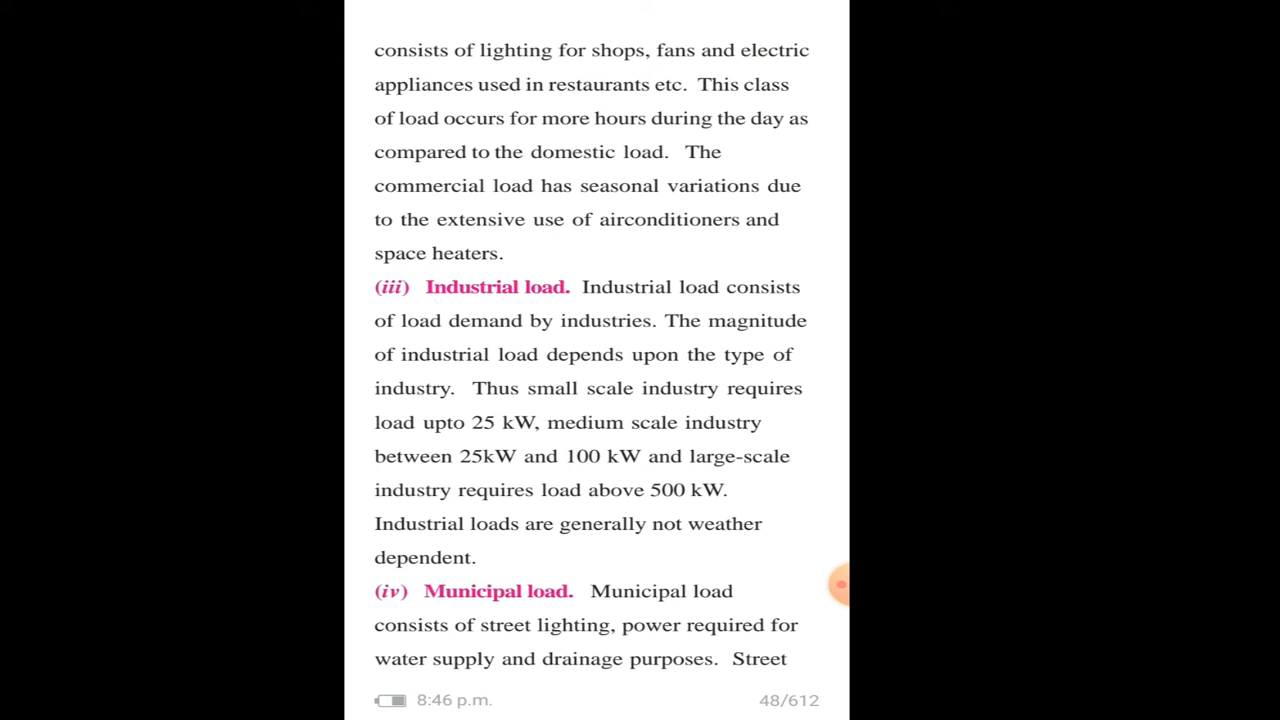 consists of lighting for shops, fans and electric
appliances used in restaurants etc. This class
of load occurs for more hours during the day as
compared to the domestic load. The
commercial load has seasonal variations due
to the extensive use of airconditioners and
space heaters.
(iii) Industrial load. Industrial load consists
of load demand by industries. The magnitude
of industrial load depends upon the type of
industry. Thus small scale industry requires
load upto 25 kW, medium scale industry
between 25kW and 100 kW and large-scale
industry requires load above 500 kW.
Industrial loads are generally not weather
dependent.
(iv) Municipal load. Municipal load
consists of street lighting, power required for
water supply and drainage purposes. Street
8:46 p.m. 48/612